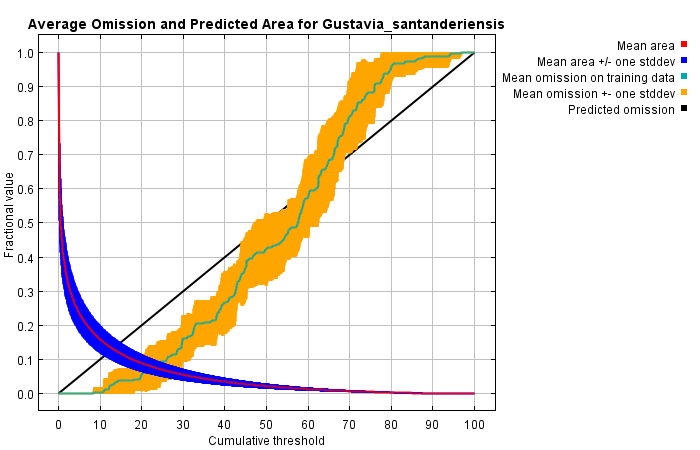 Average Omission and Predicted Area for Gustavia_santanderiensis
Mean area
Mean area +/- one stddev
Mean omission on training data
Mean omission +- one stddev
Predicted omission
1.0
0.9
0.8
0.7
0.6
0.5
0.4
0.3
0.2
0.1
0.0
Fractional value
0 10 20 30 40 50 60 70 80 90 100
Cumulative threshold